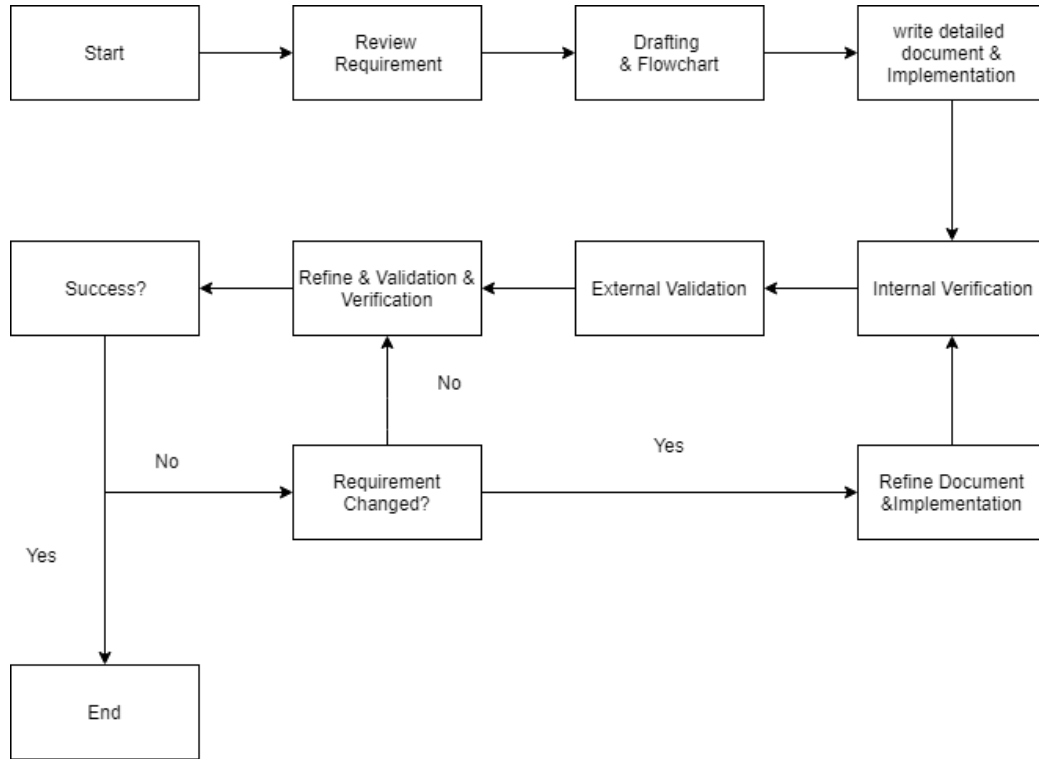 Start
Review
Requirement
Drafting
& Flowchart
write detailed
document &
Implementation
Success?
Refine & Validation &
Verification
External Validation
Internal Verification
No
No
Yes
Requirement
Changed?
Refine Document
&Implementation
Yes
End